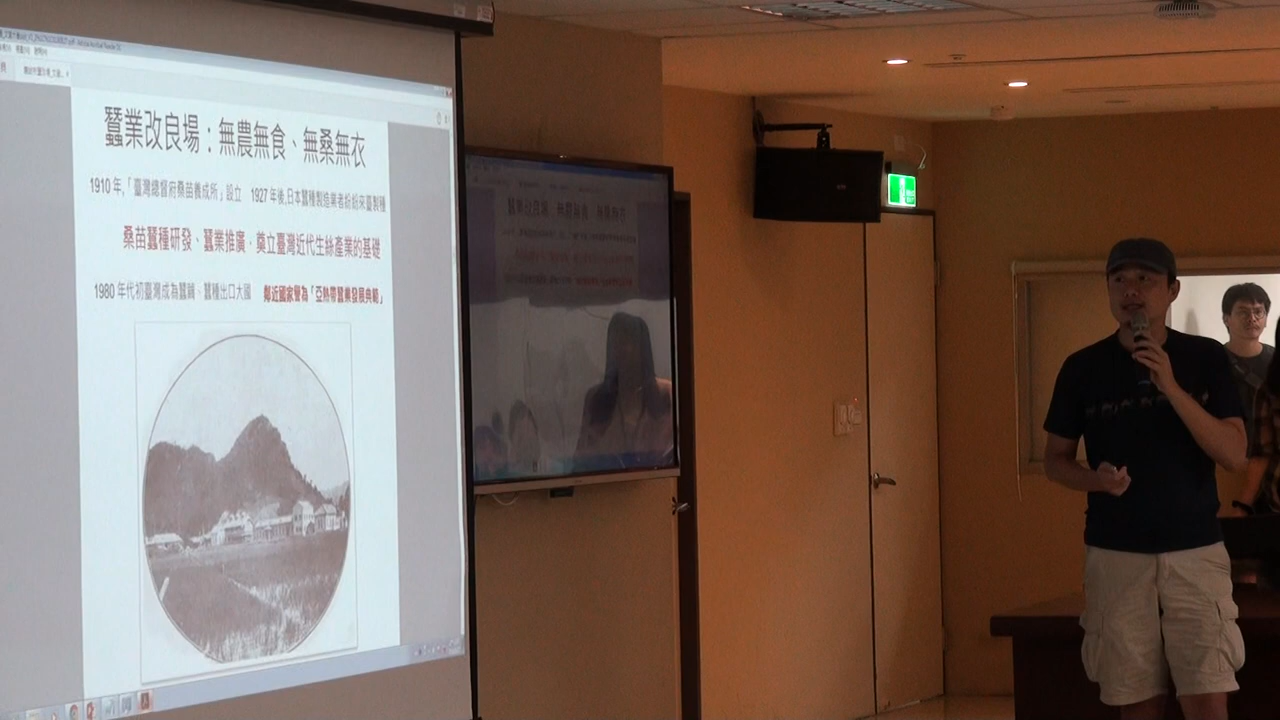 蠶業改良場：無農無食、無桑無衣
1910年,「臺灣總督府桑苗養成所」設立 1927年後,日本蠶種製造業者紛紛來臺製種
桑苗蠶種研發、蠶業推廣，奠立臺灣近代生絲產業的基礎
1980年代初臺灣成為蠶繭、蠶種出口大國 鄰近國家譽為「亞熱帶蠶業發展典範」